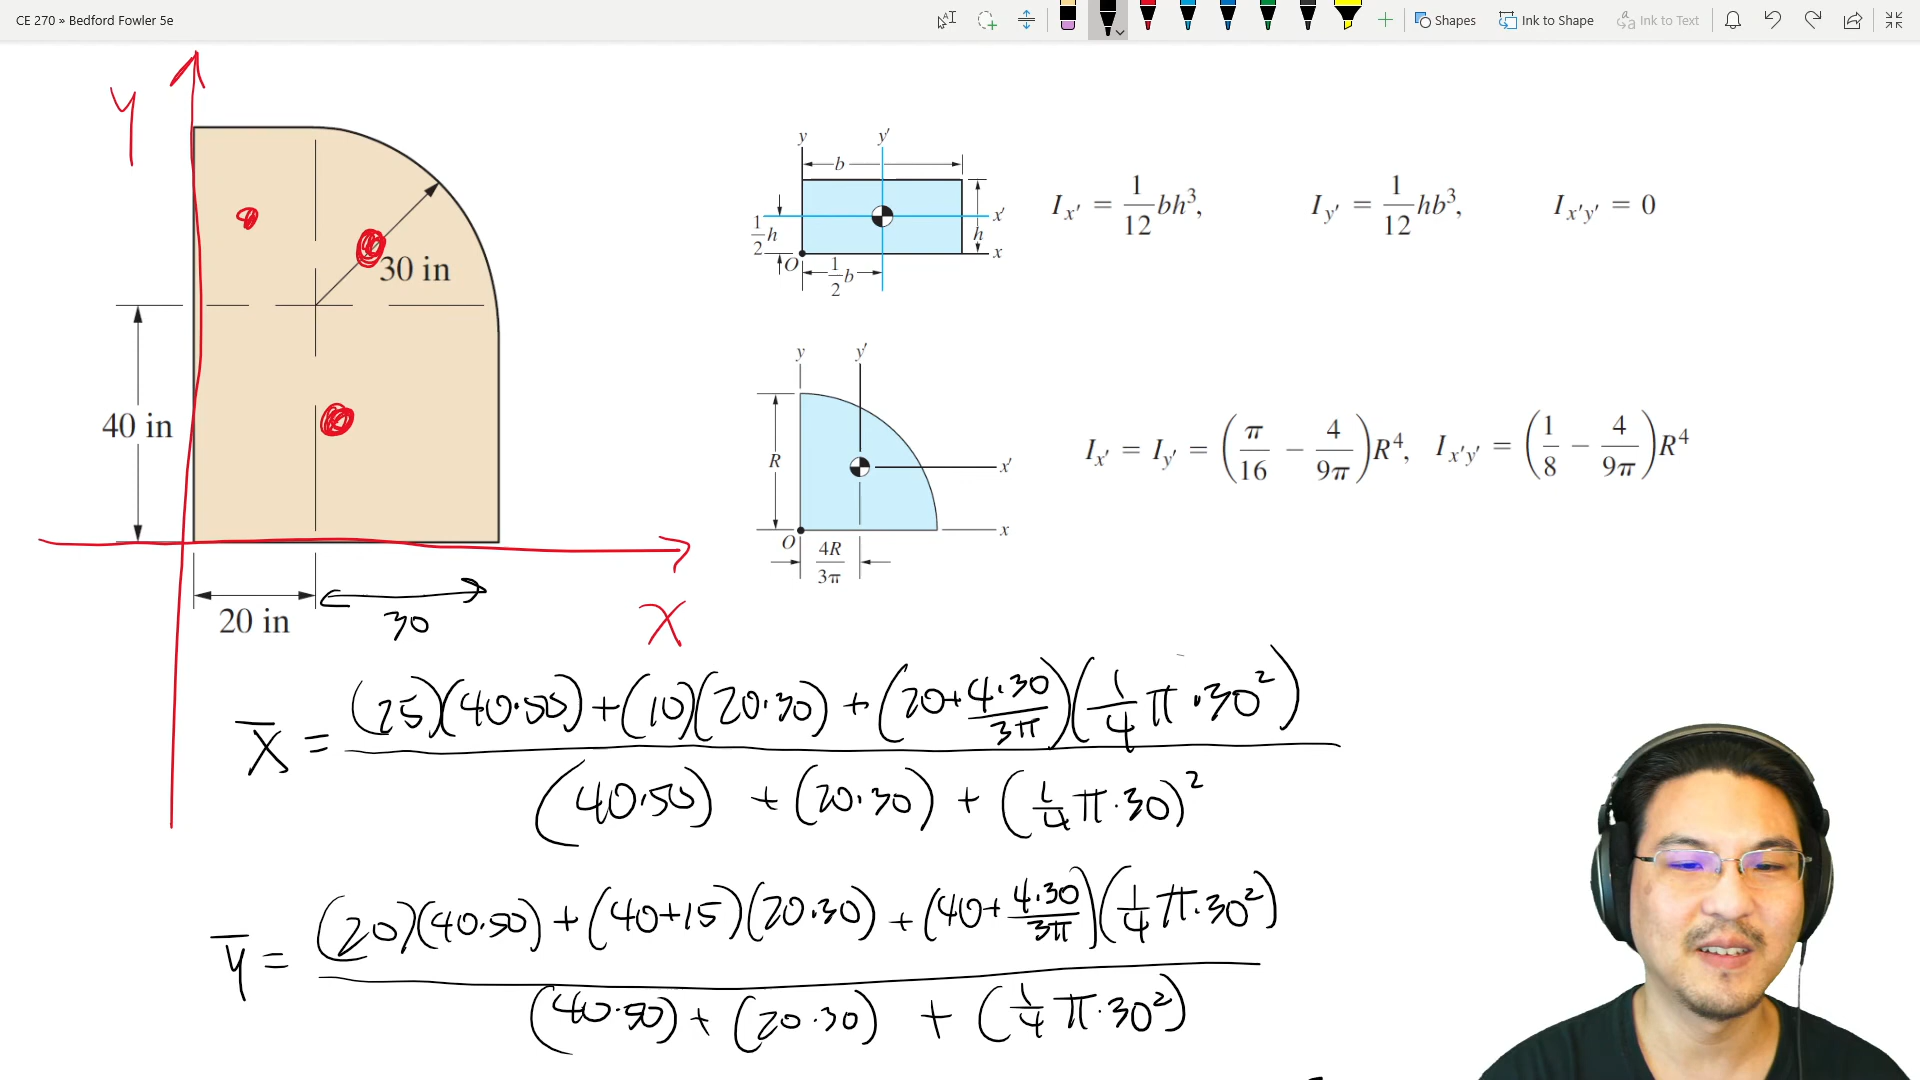 CE 270 » Bedford Fowler 5e
Shapes
Ink to Shape
Ink to Text
Y
30 in
40 in
20 in
30
X
y y′
b
1/2 h
x′
h
x
O
1/2 b
I_x′ = 1/12 bh³, I_y′ = 1/12 hb³, I_x′y′ = 0
y y′
R
x′
x
O
4R/3π
I_x′ = I_y′ = (π/16 − 4/9π)R⁴, I_x′y′ = (1/8 − 4/9π)R⁴
X̅ = (25)(40·50)+(10)(20·30)+(20+4·30/3π)(1/4 π·30²)
(40·50) + (20·30) + (1/4 π·30)²
Y̅ = (20)(40·50)+(40+15)(20·30)+(40+4·30/3π)(1/4 π·30²)
(40·50)+(20·30) + (1/4 π·30²)